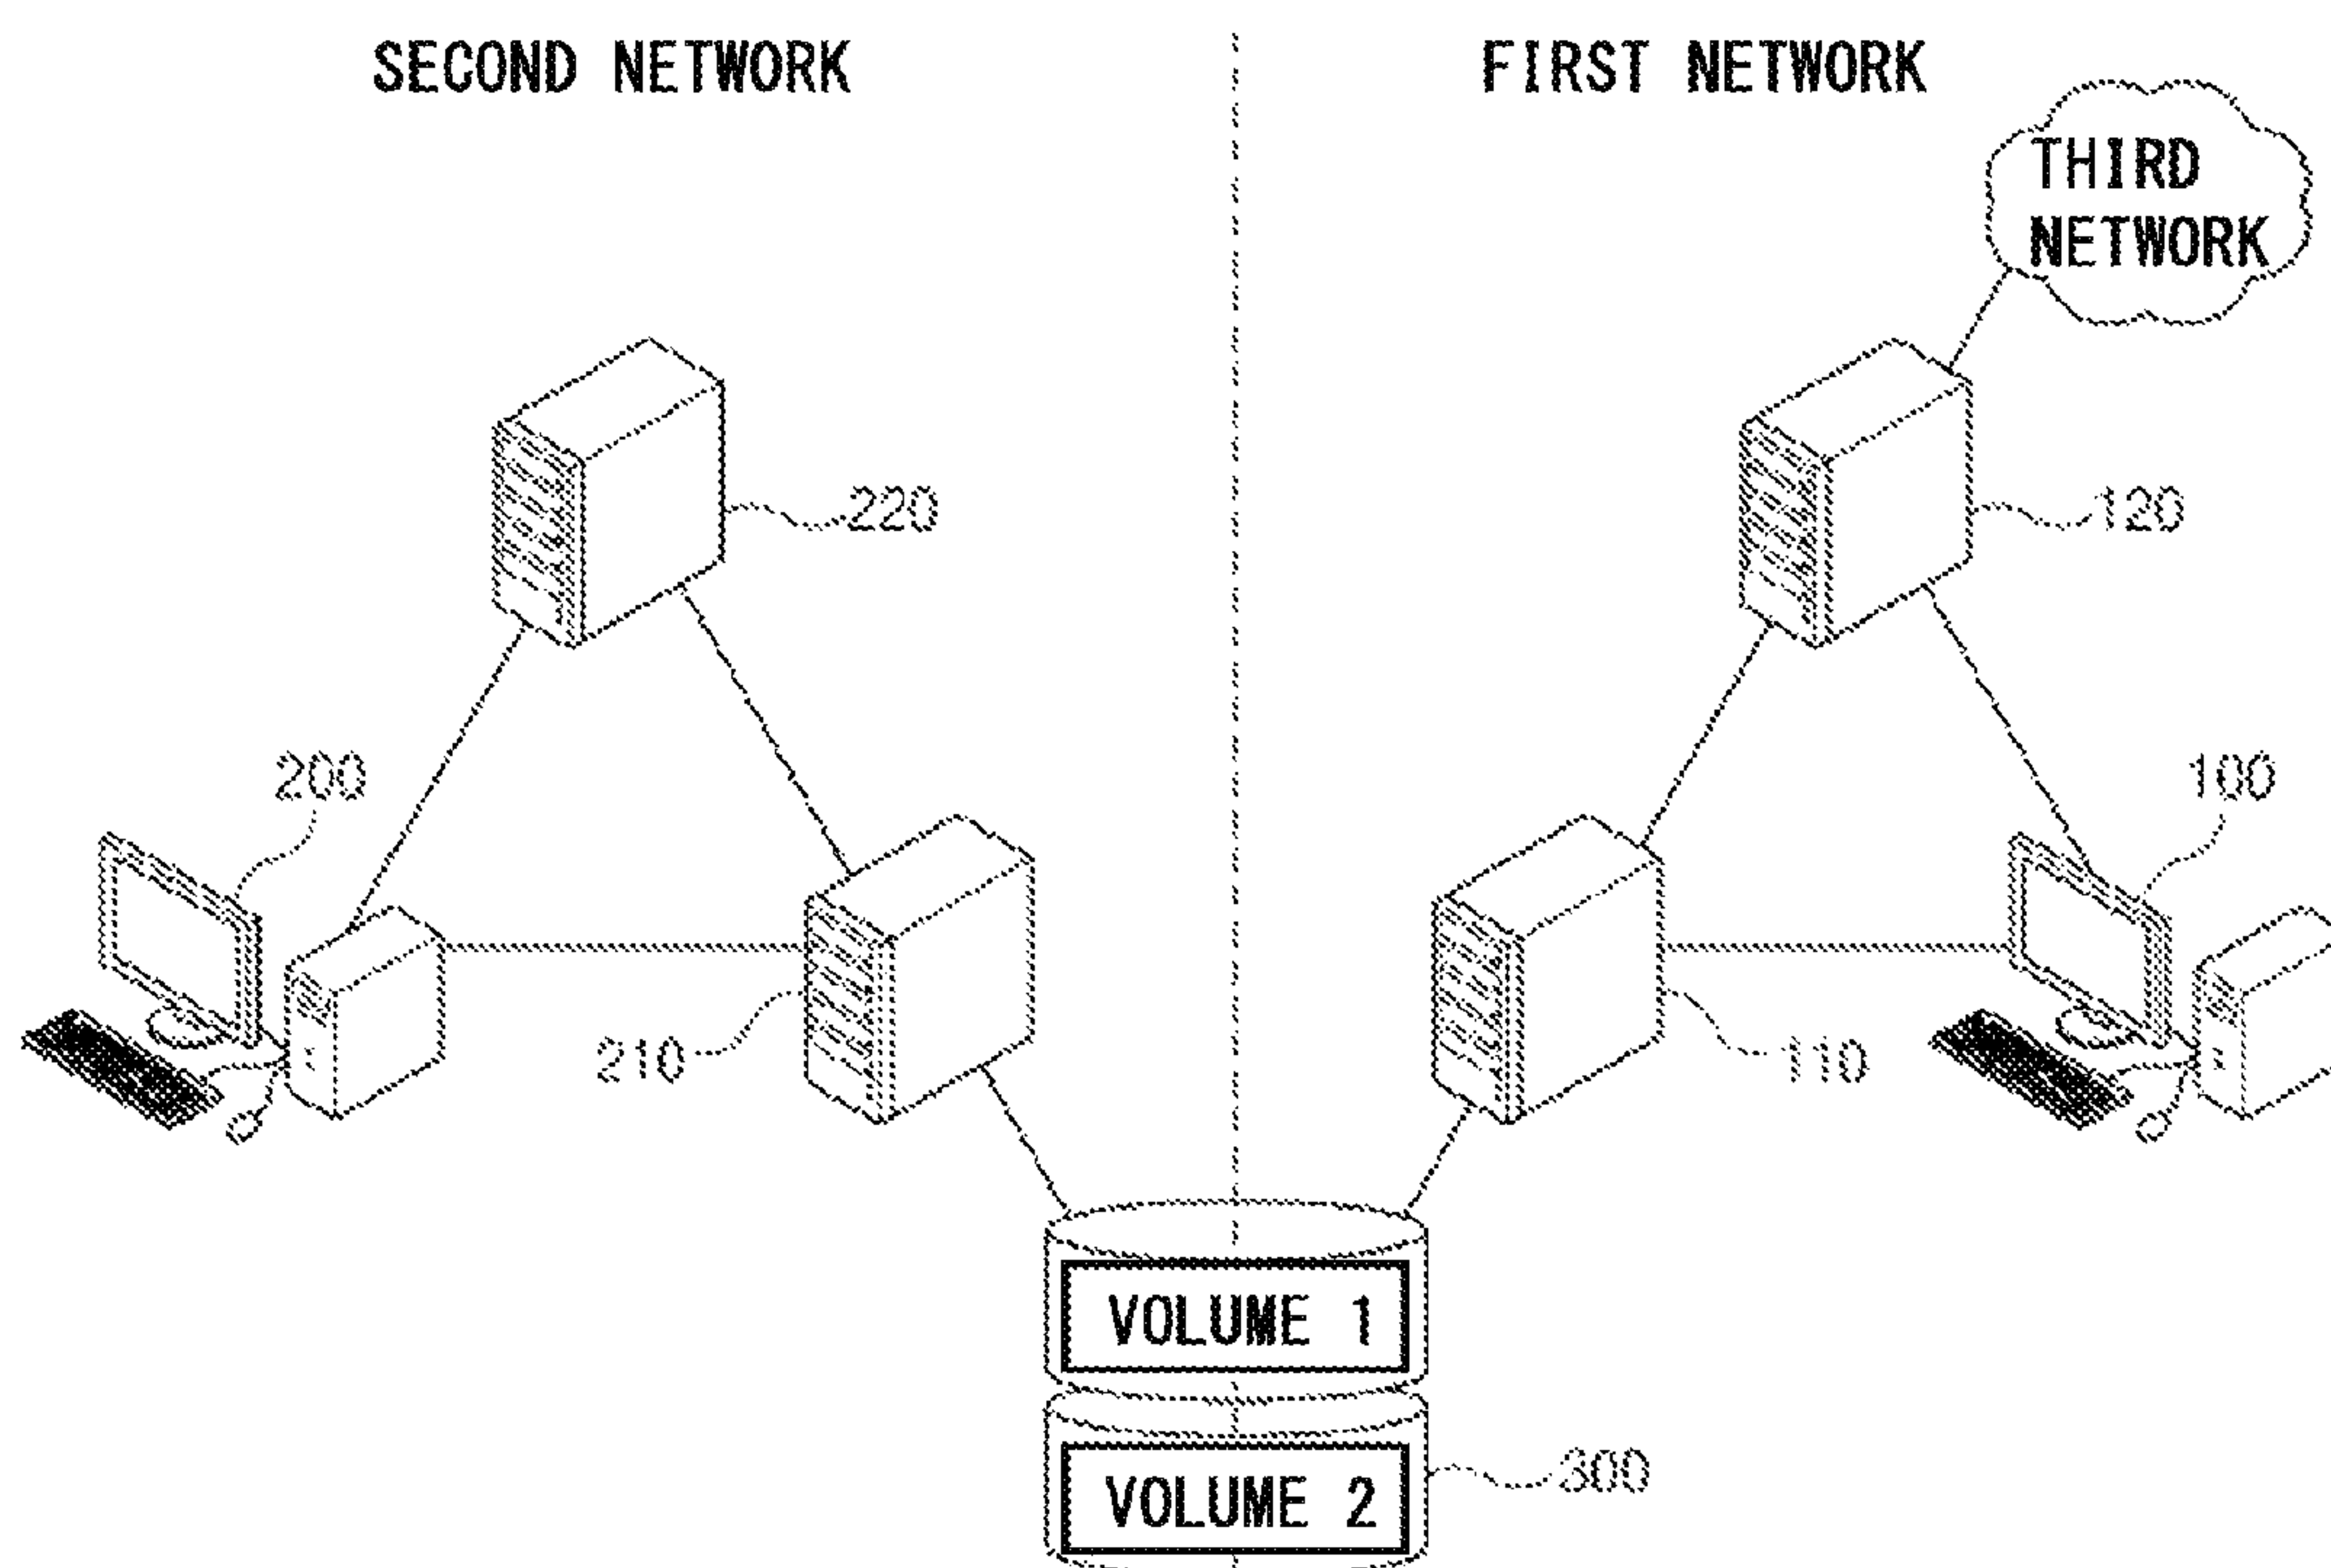 SECOND NETWORK
FIRST NETWORK
THIRD
NETWORK
220
120
200
100
210
110
VOLUME 1
VOLUME 2
300